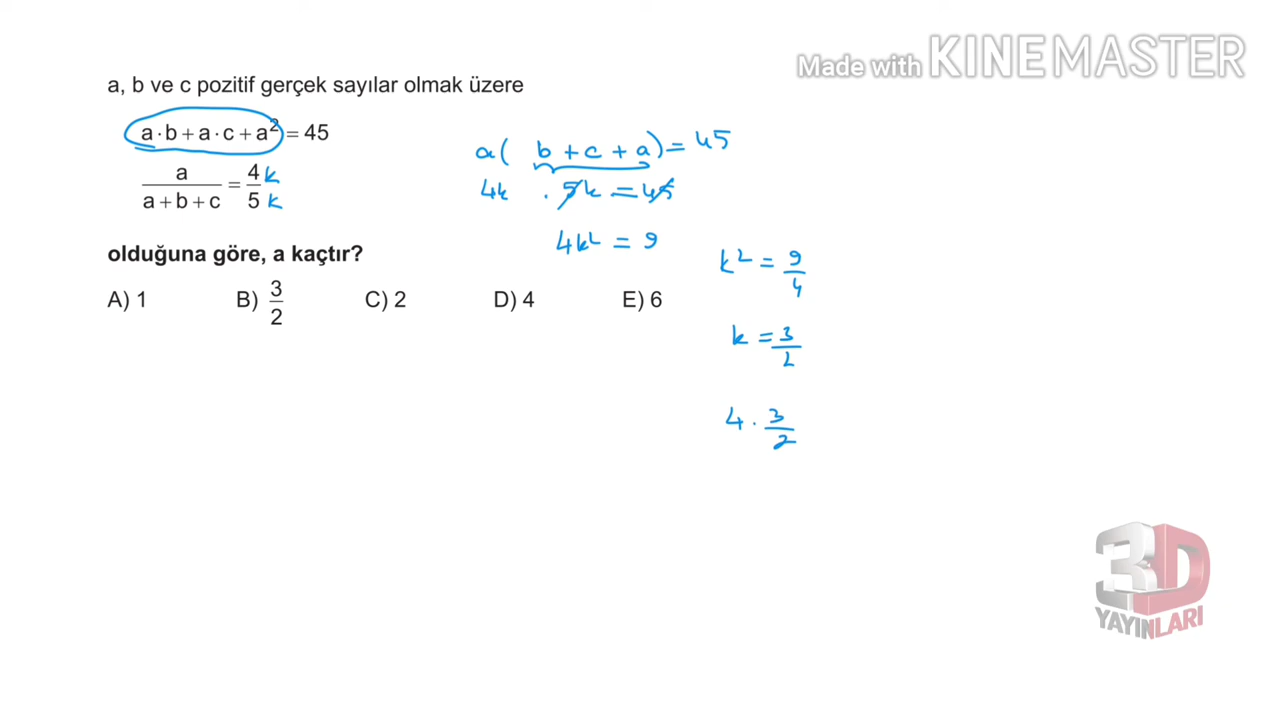 Made with KINEMASTER
a, b ve c pozitif gerçek sayılar olmak üzere
a·b+a·c+a² = 45
a/(a+b+c) = 4k/5k
olduğuna göre, a kaçtır?
A) 1 B) 3/2 C) 2 D) 4 E) 6
a( b+c+a)=45
4k · 5k = 45
4k² = 9
k² = 9/4
k = 3/2
4 · 3/2
3D
YAYINLARI